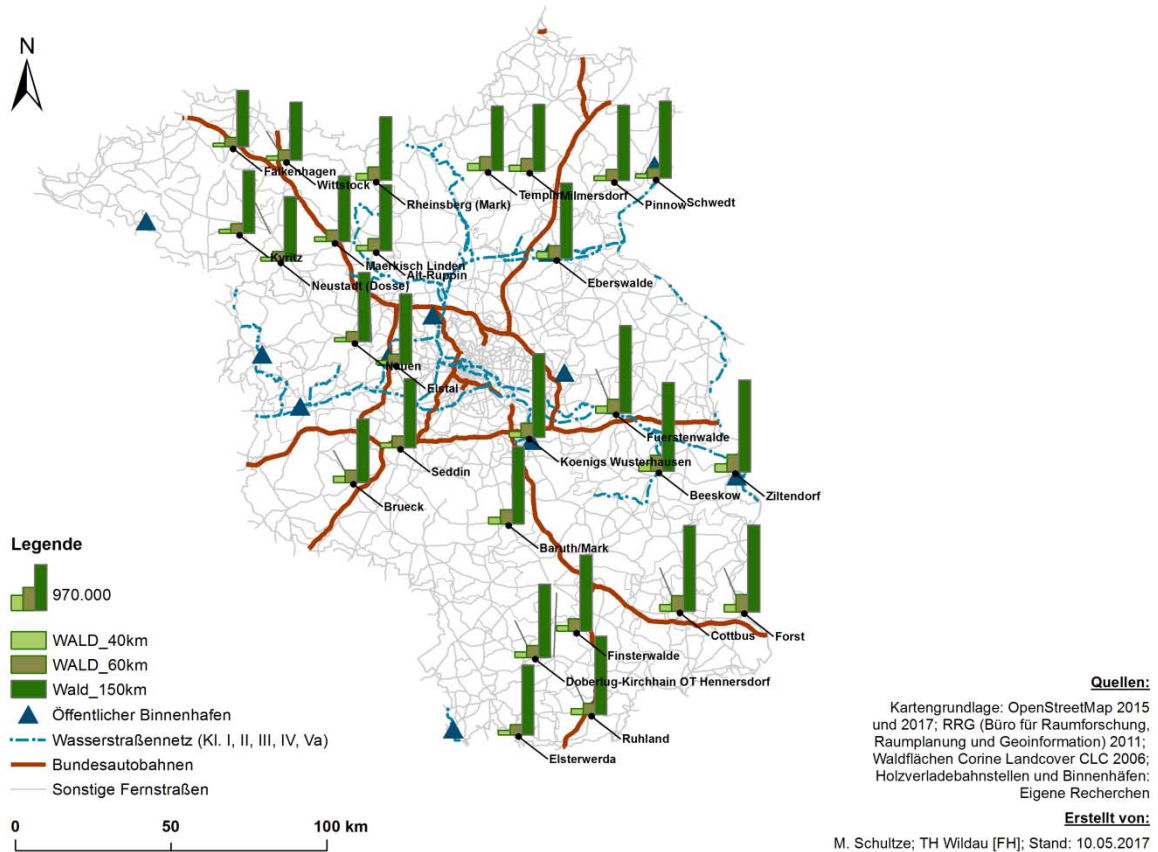 N
Falkenhagen
Wittstock
Rheinsberg (Mark)
Templin
Milmersdorf
Pinnow
Schwedt
Kyritz
Maerkisch Linden
Alt-Ruppin
Neustadt (Dosse)
Eberswalde
Nauen
Elstal
Fuerstenwalde
Seddin
Koenigs Wusterhausen
Beeskow
Ziltendorf
Brueck
Baruth/Mark
Cottbus
Forst
Finsterwalde
Doberlug-Kirchhain OT Hennersdorf
Ruhland
Elsterwerda
Legende
970.000
WALD_40km
WALD_60km
Wald_150km
Öffentlicher Binnenhafen
Wasserstraßennetz (Kl. I, II, III, IV, Va)
Bundesautobahnen
Sonstige Fernstraßen
0 50 100 km
Quellen:
Kartengrundlage: OpenStreetMap 2015
und 2017; RRG (Büro für Raumforschung,
Raumplanung und Geoinformation) 2011;
Waldflächen Corine Landcover CLC 2006;
Holzverladebahnstellen und Binnenhäfen:
Eigene Recherchen
Erstellt von:
M. Schultze; TH Wildau [FH]; Stand: 10.05.2017